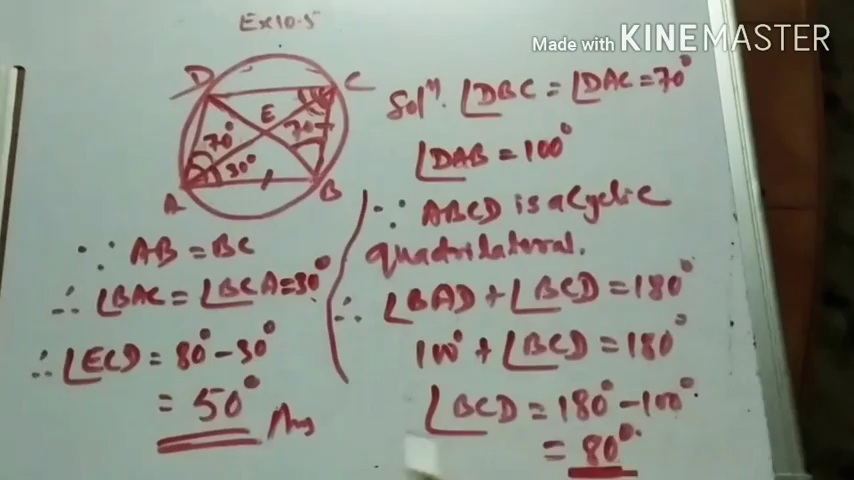 Ex 10.5
Made with KINEMASTER
D
C
E
70°
70°
30°
A
B
Solⁿ. ∠DBC = ∠DAC = 70°
∠DAB = 100°
∵ ABCD is a cyclic
quadrilateral.
∴ ∠BAD + ∠BCD = 180°
100° + ∠BCD = 180°
∠BCD = 180° - 100°
= 80°
∵ AB = BC
∴ ∠BAC = ∠BCA = 30°
∴ ∠ECD = 80° - 30°
= 50° Ans